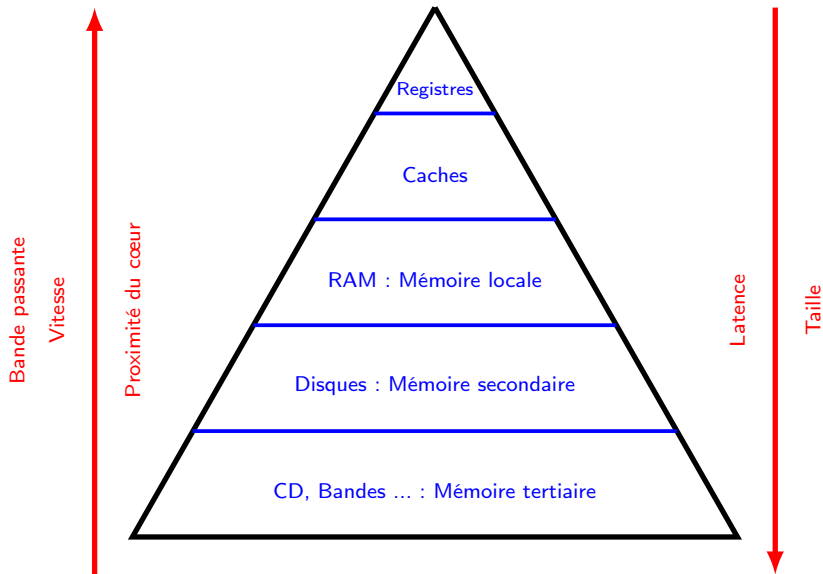 Registres
Caches
RAM : Mémoire locale
Disques : Mémoire secondaire
CD, Bandes ... : Mémoire tertiaire
Bande passante
Vitesse
Proximité du cœur
Latence
Taille